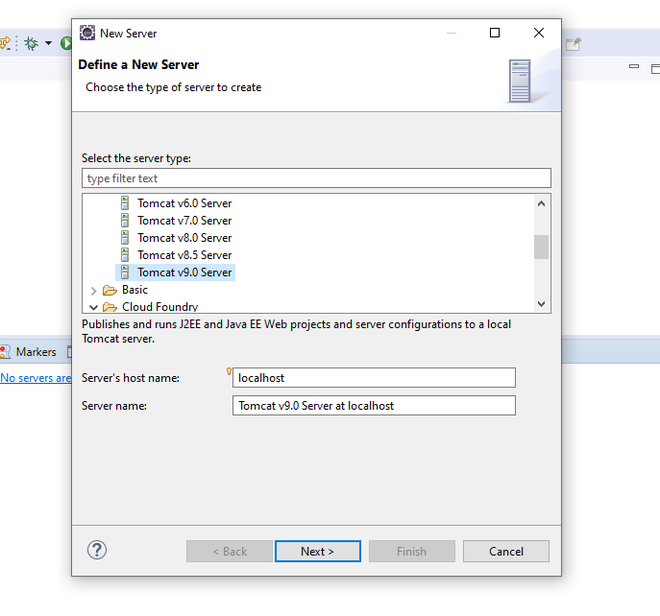 New Server
Define a New Server
Choose the type of server to create
Select the server type:
type filter text
Tomcat v6.0 Server
Tomcat v7.0 Server
Tomcat v8.0 Server
Tomcat v8.5 Server
Tomcat v9.0 Server
Basic
Cloud Foundry
Publishes and runs J2EE and Java EE Web projects and server configurations to a local
Tomcat server.
Markers
No servers are
Server's host name:
localhost
Server name:
Tomcat v9.0 Server at localhost
?
< Back
Next >
Finish
Cancel